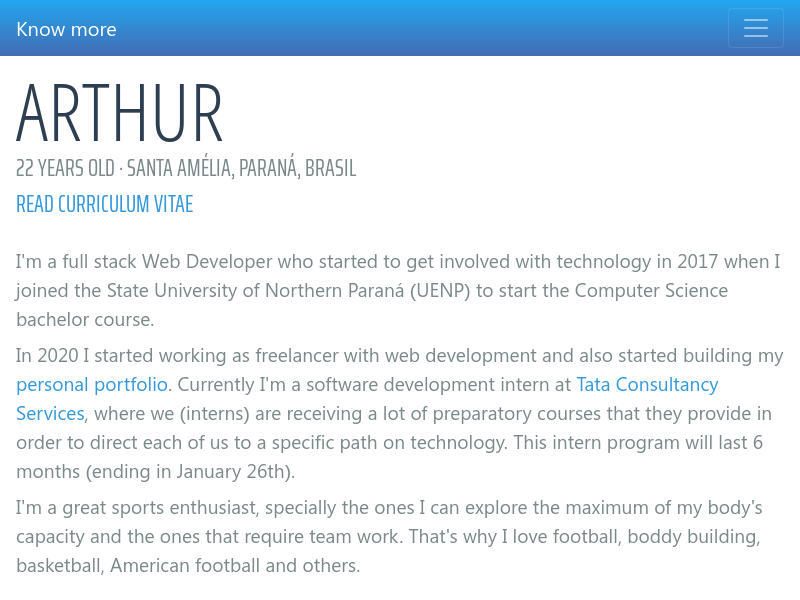 Know more
ARTHUR
22 YEARS OLD · SANTA AMÉLIA, PARANÁ, BRASIL
READ CURRICULUM VITAE
I'm a full stack Web Developer who started to get involved with technology in 2017 when I
joined the State University of Northern Paraná (UENP) to start the Computer Science
bachelor course.
In 2020 I started working as freelancer with web development and also started building my
personal portfolio. Currently I'm a software development intern at Tata Consultancy
Services, where we (interns) are receiving a lot of preparatory courses that they provide in
order to direct each of us to a specific path on technology. This intern program will last 6
months (ending in January 26th).
I'm a great sports enthusiast, specially the ones I can explore the maximum of my body's
capacity and the ones that require team work. That's why I love football, boddy building,
basketball, American football and others.